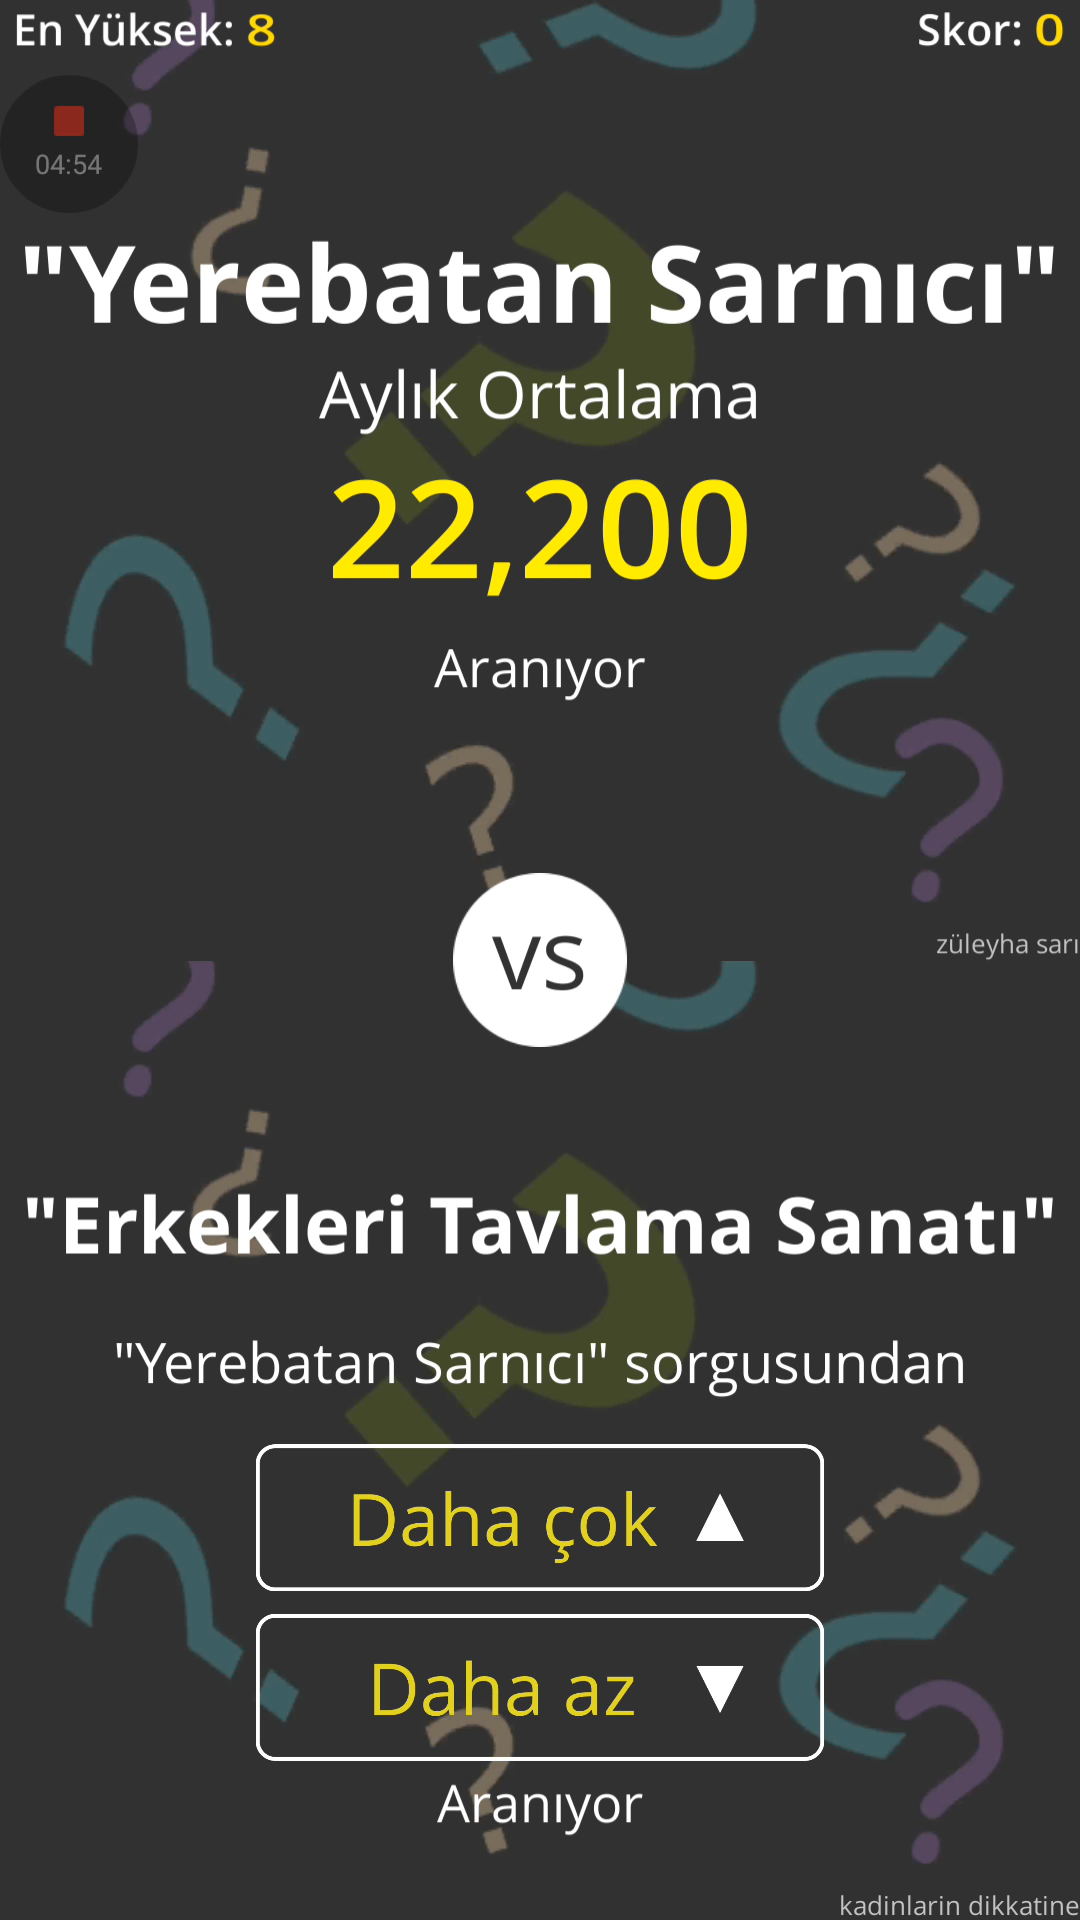 En Yüksek: 8
Skor: 0
04:54
"Yerebatan Sarnıcı"
Aylık Ortalama
22,200
Aranıyor
züleyha sarı
VS
"Erkekleri Tavlama Sanatı"
"Yerebatan Sarnıcı" sorgusundan
Daha çok ▲
Daha az ▼
Aranıyor
kadinlarin dikkatine